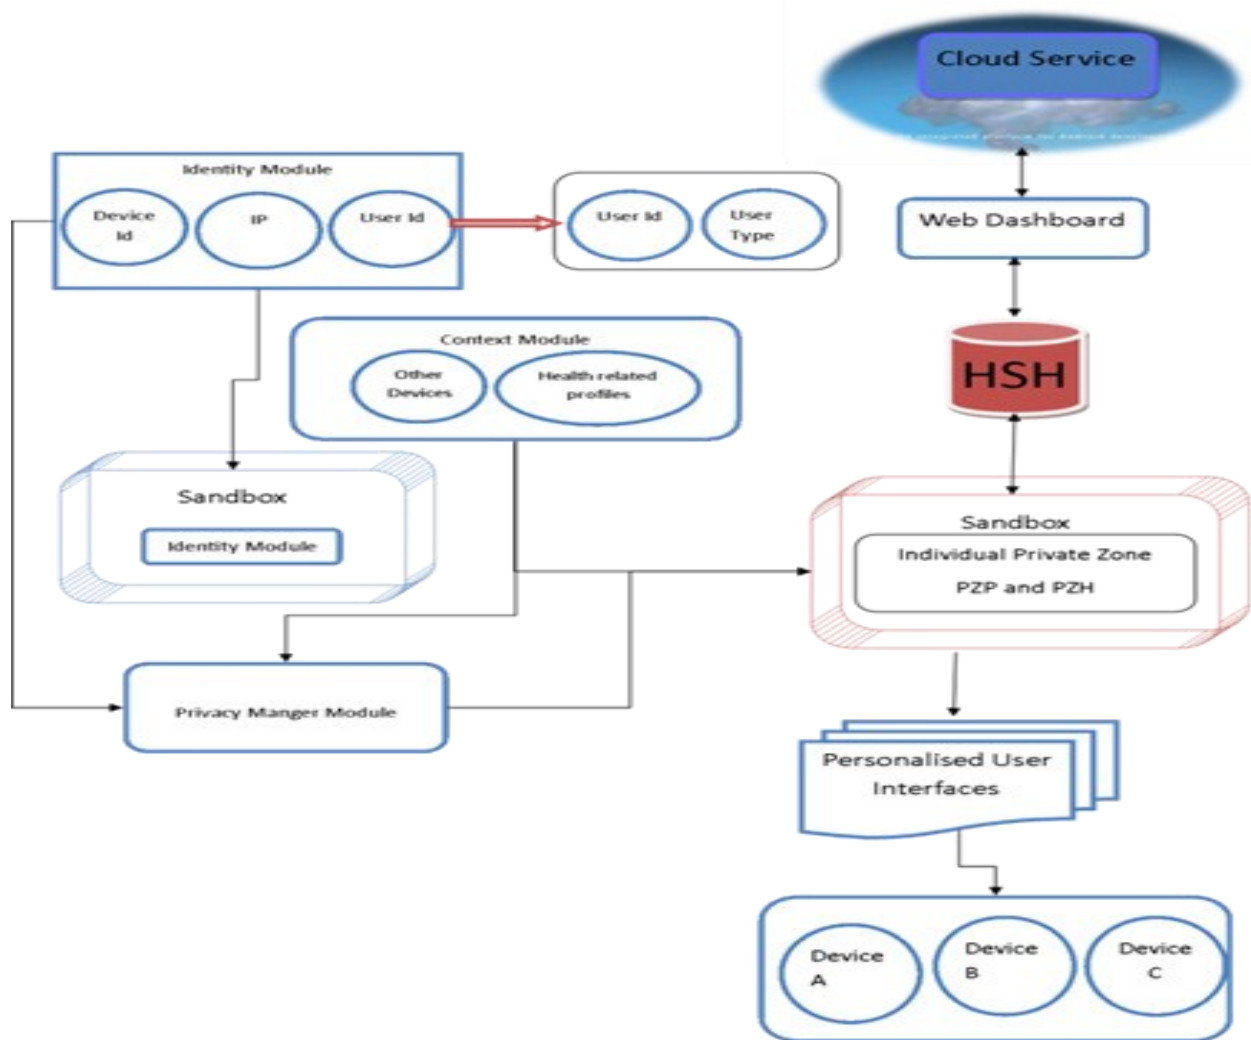 Cloud Service
Identity Module
Device
Id
IP
User Id
User Id
User
Type
Web Dashboard
Context Module
Other
Devices
Health related
profiles
HSH
Sandbox
Identity Module
Sandbox
Individual Private Zone
PZP and PZH
Privacy Manger Module
Personalised User
Interfaces
Device
A
Device
B
Device
C